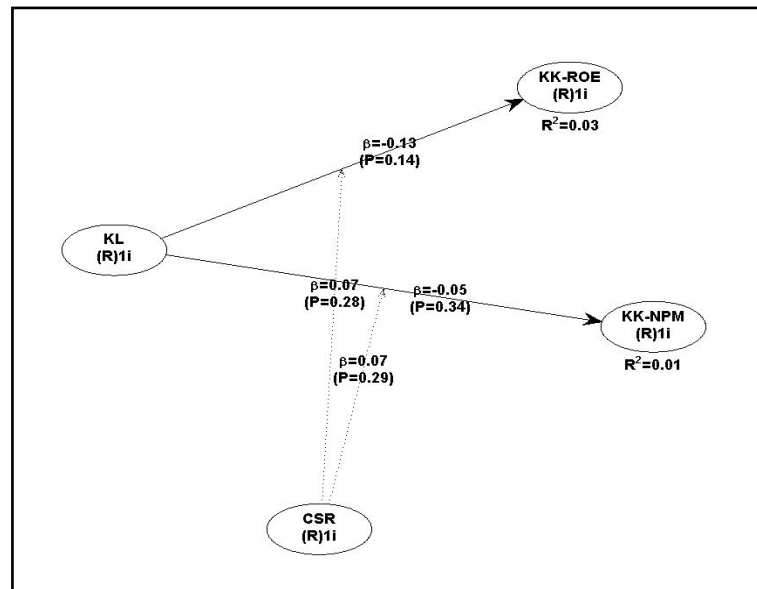 KK-ROE
(R)1i
R²=0.03
β=-0.13
(P=0.14)
KL
(R)1i
β=0.07
(P=0.28)
β=-0.05
(P=0.34)
KK-NPM
(R)1i
R²=0.01
β=0.07
(P=0.29)
CSR
(R)1i